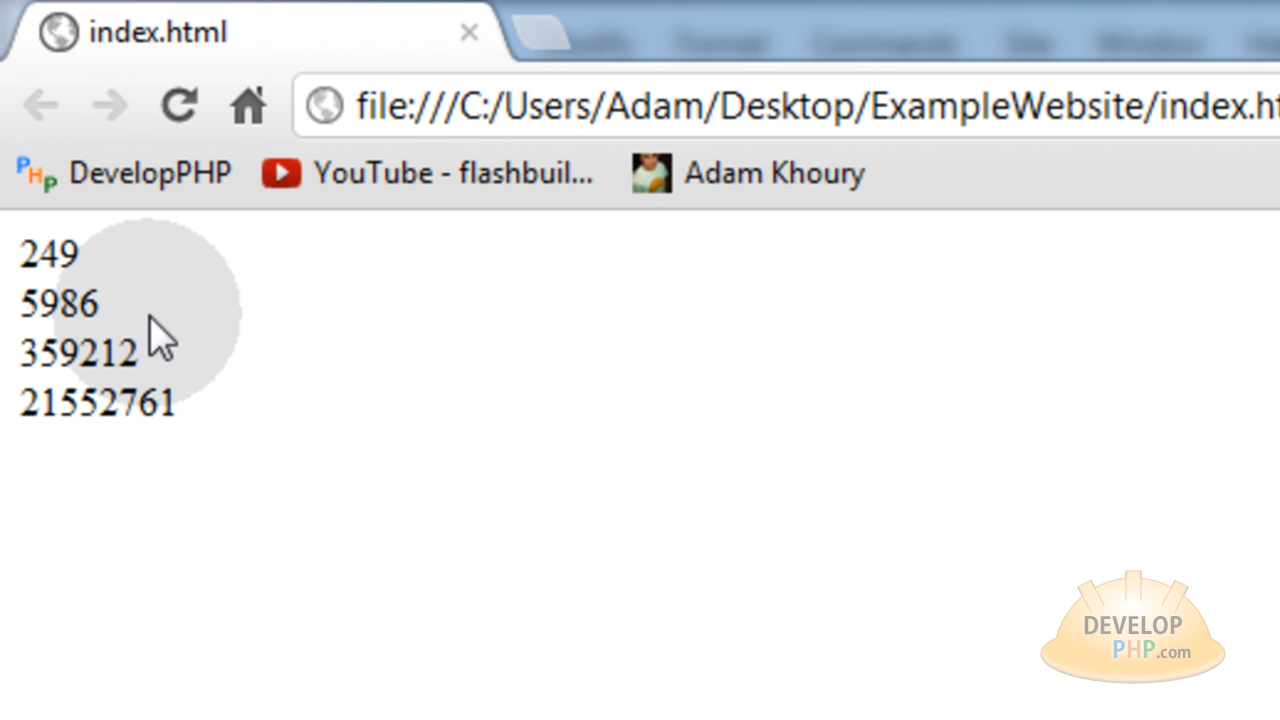 index.html
file:///C:/Users/Adam/Desktop/ExampleWebsite/index.ht
DevelopPHP YouTube - flashbuil... Adam Khoury
249
5986
359212
21552761
DEVELOP
PHP.com